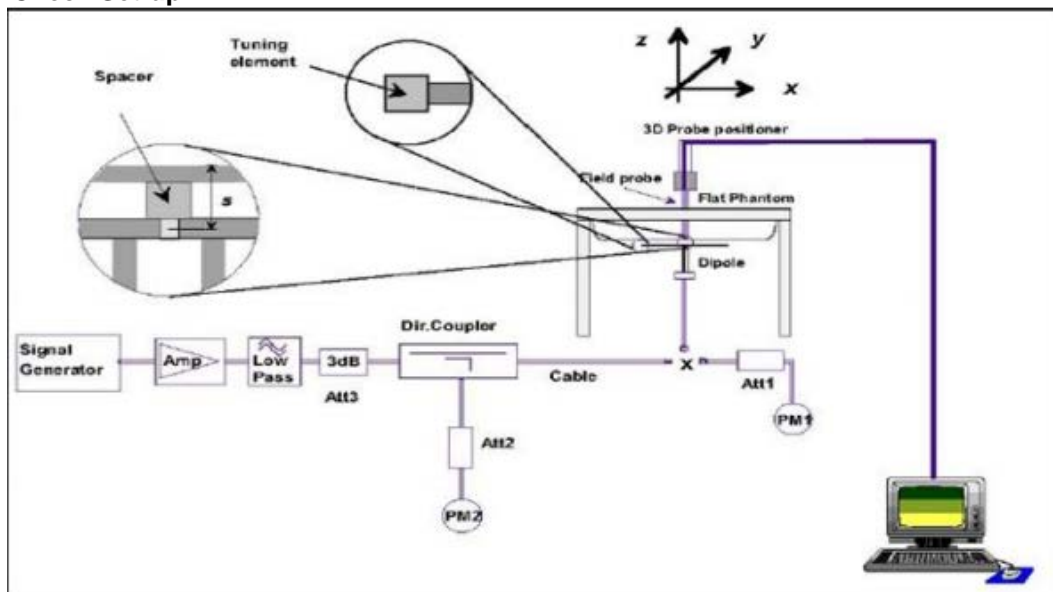 Tuning
element
Spacer
s
z
y
x
3D Probe positioner
Field probe
Flat Phantom
Dipole
Signal
Generator
Amp
Low
Pass
3dB
Att3
Dir.Coupler
Cable
x
Att1
PM1
Att2
PM2